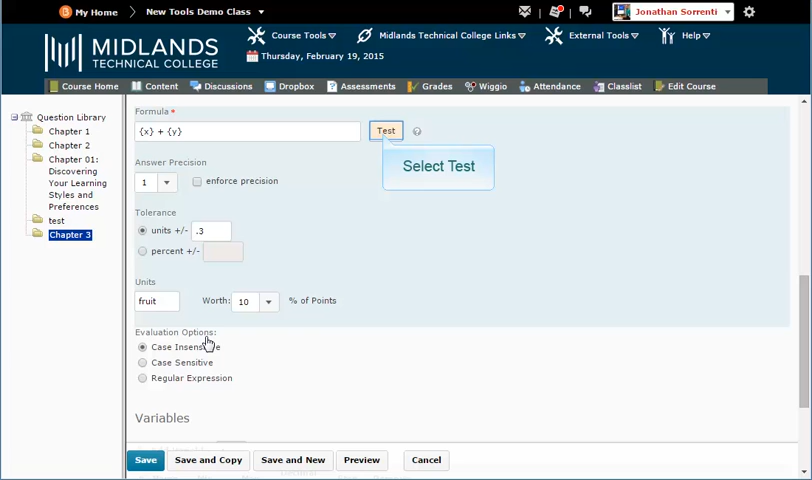 My Home
New Tools Demo Class
Jonathan Sorrenti
MIDLANDS
TECHNICAL COLLEGE
Course Tools
Midlands Technical College Links
External Tools
Help
Thursday, February 19, 2015
Course Home
Content
Discussions
Dropbox
Assessments
Grades
Wiggio
Attendance
Classlist
Edit Course
Question Library
Chapter 1
Chapter 2
Chapter 01:
Discovering
Your Learning
Styles and
Preferences
test
Chapter 3
Formula *
{x} + {y}
Test
Select Test
Answer Precision
1
enforce precision
Tolerance
units +/-
.3
percent +/-
Units
fruit
Worth:
10
% of Points
Evaluation Options:
Case Insensitive
Case Sensitive
Regular Expression
Variables
Save
Save and Copy
Save and New
Preview
Cancel